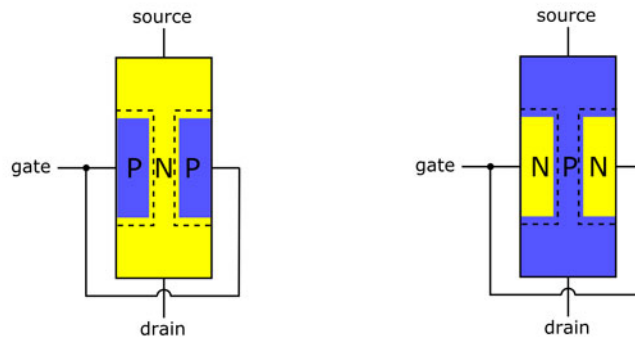 source
source
gate
P N P
gate
N P N
drain
drain